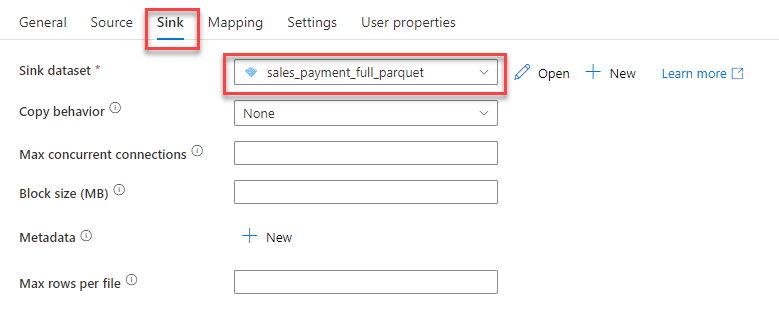 General Source Sink Mapping Settings User properties
Sink dataset * sales_payment_full_parquet Open New Learn more
Copy behavior None
Max concurrent connections
Block size (MB)
Metadata New
Max rows per file